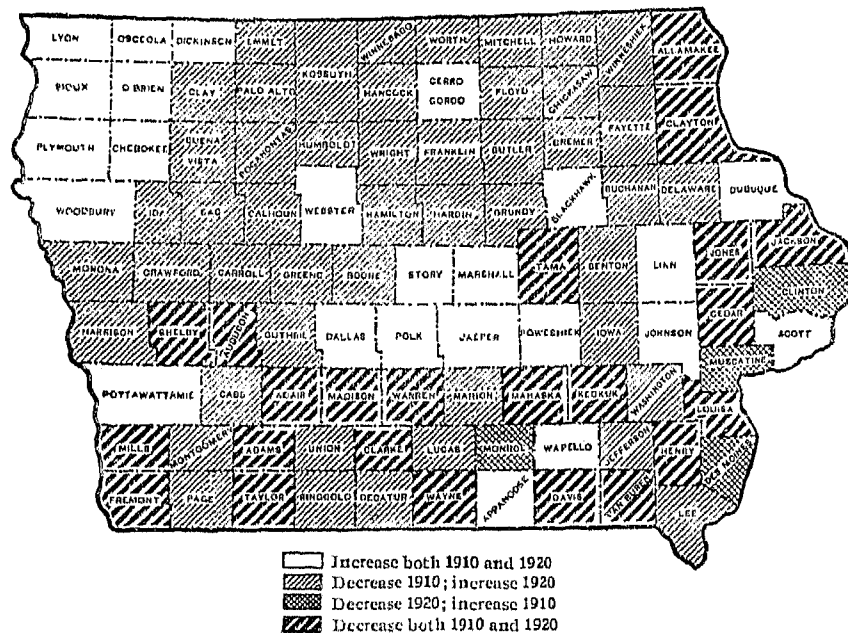 LYON OSCEOLA DICKINSON EMMET WINNEBAGO WORTH MITCHELL HOWARD WINNESHIEK ALLAMAKEE
SIOUX O'BRIEN CLAY PALO ALTO KOSSUTH HANCOCK CERRO GORDO FLOYD CHICKASAW
PLYMOUTH CHEROKEE BUENA VISTA POCAHONTAS HUMBOLDT WRIGHT FRANKLIN BUTLER BREMER FAYETTE CLAYTON
WOODBURY IDA SAC CALHOUN WEBSTER HAMILTON HARDIN GRUNDY BLACKHAWK BUCHANAN DELAWARE DUBUQUE
MONONA CRAWFORD CARROLL GREENE BOONE STORY MARSHALL TAMA BENTON LIAN JONES JACKSON
CLINTON
HARRISON SHELBY AUDUBON GUTHRIE DALLAS POLK JASPER POWESHIEK IOWA JOHNSON CEDAR SCOTT
MUSCATINE
POTTAWATTAMIE CASS ADAIR MADISON WARREN MARION MAHASKA KEOKUK WASHINGTON LOUISA
MILLS MONTGOMERY ADAMS UNION CLARKE LUCAS MONROE WAPELLO JEFFERSON HENRY DES MOINES
FREMONT PAGE TAYLOR RINGGOLD DECATUR WAYNE APPANOOSE DAVIS VAN BUREN LEE
Increase both 1910 and 1920
Decrease 1910; increase 1920
Decrease 1920; increase 1910
Decrease both 1910 and 1920